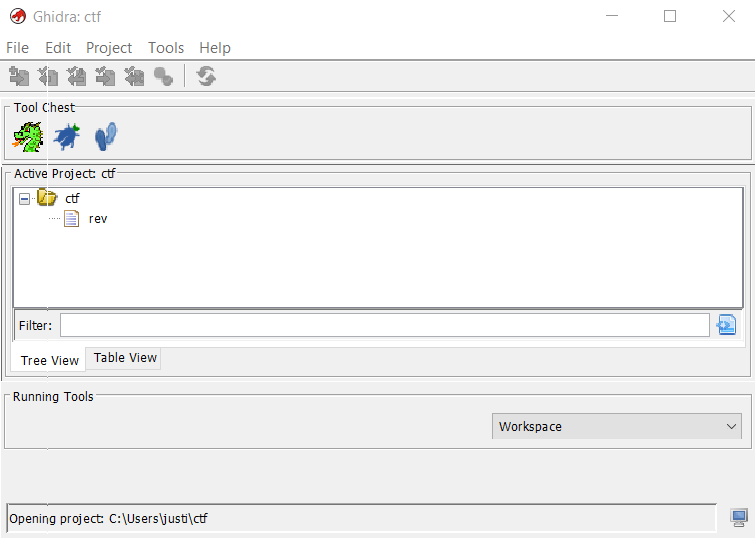 Ghidra: ctf
File Edit Project Tools Help
Tool Chest
Active Project: ctf
ctf
rev
Filter:
Tree View Table View
Running Tools
Workspace
Opening project: C:\Users\justi\ctf